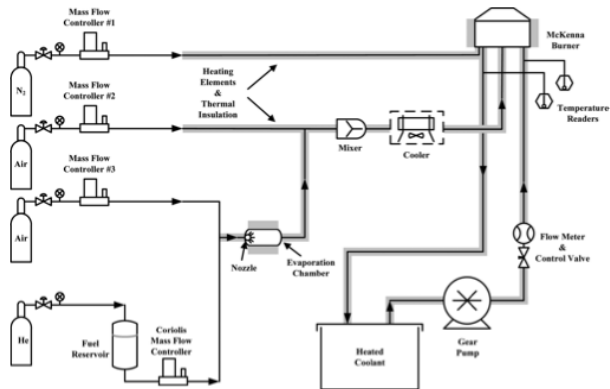 Mass Flow
Controller #1
McKenna
Burner
N₂
Heating
Elements
&
Thermal
Insulation
Mass Flow
Controller #2
Temperature
Readers
Air
Mixer
Cooler
Mass Flow
Controller #3
Air
Nozzle
Evaporation
Chamber
Flow Meter
&
Control Valve
He
Fuel
Reservoir
Coriolis
Mass Flow
Controller
Heated
Coolant
Gear
Pump